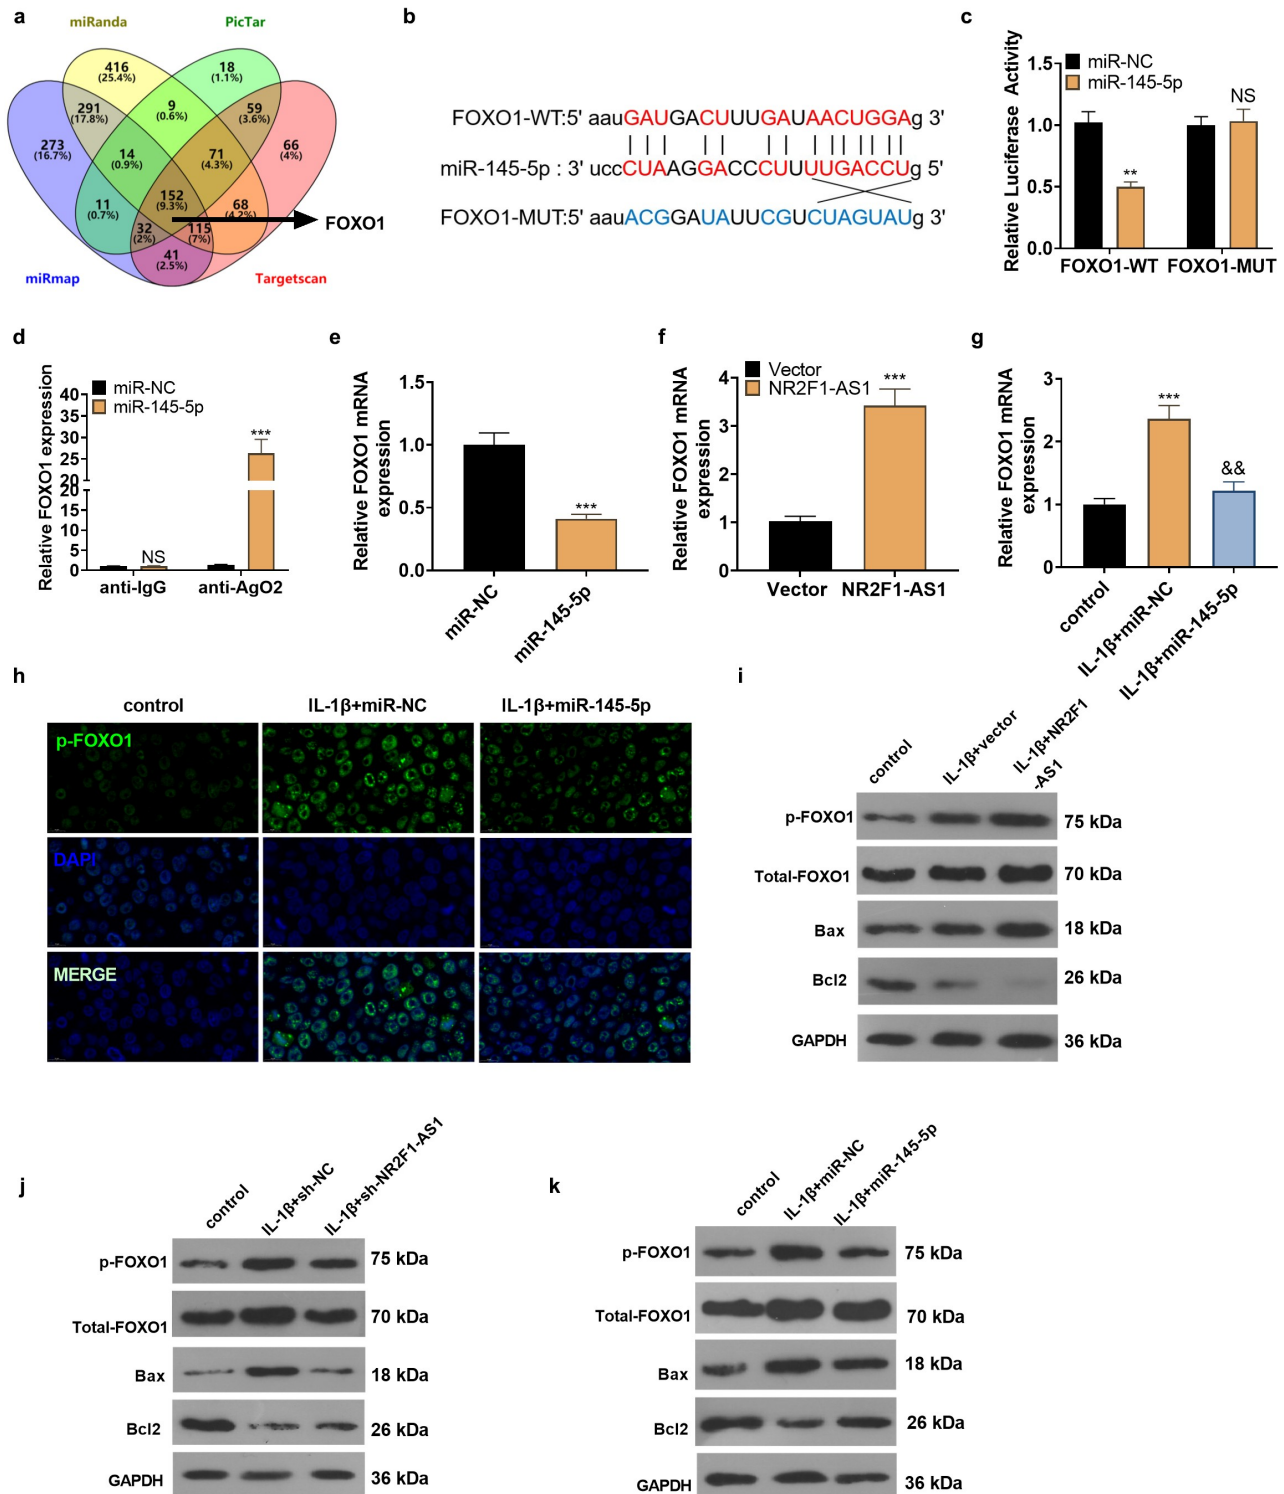 a
miRanda
PicTar
416
(25.4%)
18
(1.1%)
291
(17.8%)
9
(0.6%)
59
(3.6%)
273
(16.7%)
14
(0.9%)
71
(4.3%)
66
(4%)
152
(9.3%)
11
(0.7%)
68
(4.2%)
32
(2%)
115
(7%)
41
(2.5%)
FOXO1
miRmap
Targetscan
b
FOXO1-WT:5' aauGAUGACUUUGAUAACUGGAg 3'
miR-145-5p : 3' uccCUAAGGACCCUUUUGACCUg 5'
FOXO1-MUT:5' aauACGGAUAUUCGUCUAGUAUg 3'
c
Relative Luciferase Activity
miR-NC
miR-145-5p
1.5
1.0
0.5
0.0
**
NS
FOXO1-WT FOXO1-MUT
d
Relative FOXO1 expression
miR-NC
miR-145-5p
40
35
30
25
20
20
15
10
5
0
NS
***
anti-IgG anti-AgO2
e
Relative FOXO1 mRNA
expression
1.5
1.0
0.5
0.0
***
miR-NC
miR-145-5p
f
Relative FOXO1 mRNA
expression
Vector
NR2F1-AS1
4
3
2
1
0
***
Vector NR2F1-AS1
g
Relative FOXO1 mRNA
expression
3
2
1
0
***
&&
control
IL-1β+miR-NC
IL-1β+miR-145-5p
h
control IL-1β+miR-NC IL-1β+miR-145-5p
p-FOXO1
DAPI
MERGE
i
control
IL-1β+vector
IL-1β+NR2F1
-AS1
p-FOXO1 75 kDa
Total-FOXO1 70 kDa
Bax 18 kDa
Bcl2 26 kDa
GAPDH 36 kDa
j
control
IL-1β+sh-NC
IL-1β+sh-NR2F1-AS1
p-FOXO1 75 kDa
Total-FOXO1 70 kDa
Bax 18 kDa
Bcl2 26 kDa
GAPDH 36 kDa
k
control
IL-1β+miR-NC
IL-1β+miR-145-5p
p-FOXO1 75 kDa
Total-FOXO1 70 kDa
Bax 18 kDa
Bcl2 26 kDa
GAPDH 36 kDa